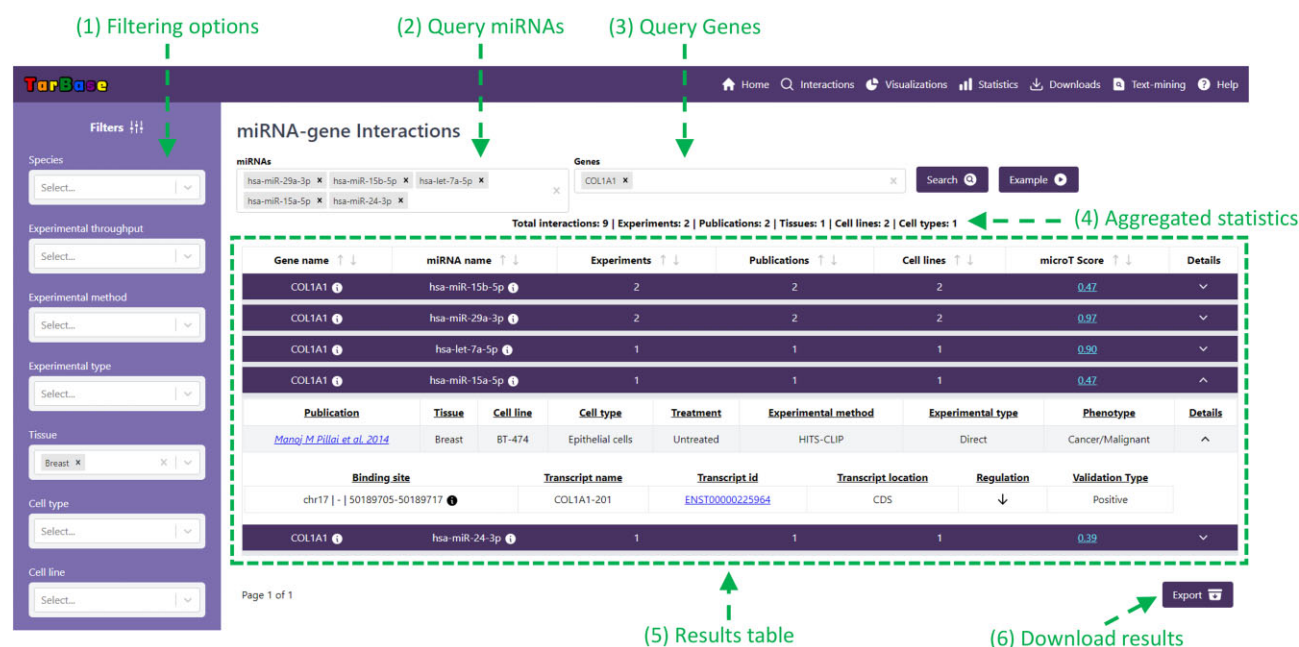 (1) Filtering options (2) Query miRNAs (3) Query Genes
TarBase Home Interactions Visualizations Statistics Downloads Text-mining Help
Filters
miRNA-gene Interactions
Species
Select...
Experimental throughput
Select...
Experimental method
Select...
Experimental type
Select...
Tissue
Breast ×
Cell type
Select...
Cell line
Select...
miRNAs
hsa-miR-29a-3p × hsa-miR-15b-5p × hsa-let-7a-5p ×
hsa-miR-15a-5p × hsa-miR-24-3p ×
Genes
COL1A1 ×
Search Example
Total interactions: 9 | Experiments: 2 | Publications: 2 | Tissues: 1 | Cell lines: 2 | Cell types: 1
(4) Aggregated statistics
Gene name ↑↓ miRNA name ↑↓ Experiments ↑↓ Publications ↑↓ Cell lines ↑↓ microT Score ↑↓ Details
COL1A1 hsa-miR-15b-5p 2 2 2 0.47
COL1A1 hsa-miR-29a-3p 2 2 2 0.97
COL1A1 hsa-let-7a-5p 1 1 1 0.90
COL1A1 hsa-miR-15a-5p 1 1 1 0.47
Publication Tissue Cell line Cell type Treatment Experimental method Experimental type Phenotype Details
Manoj M Pillai et al. 2014 Breast BT-474 Epithelial cells Untreated HITS-CLIP Direct Cancer/Malignant
Binding site Transcript name Transcript id Transcript location Regulation Validation Type
chr17 | - | 50189705-50189717 COL1A1-201 ENST00000225964 CDS ↓ Positive
COL1A1 hsa-miR-24-3p 1 1 1 0.39
Page 1 of 1
Export
(5) Results table
(6) Download results